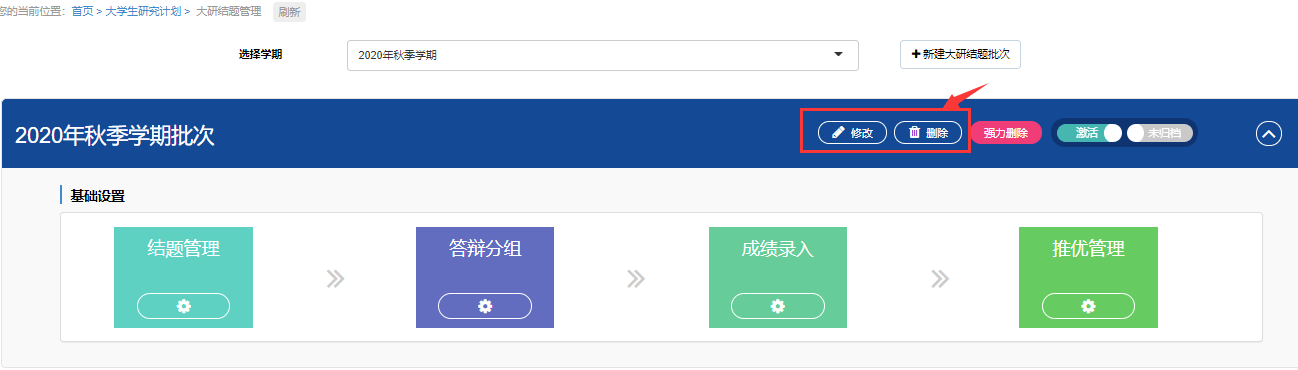 您的当前位置：首页 > 大学生研究计划 > 大研结题管理 刷新
选择学期 2020年秋季学期 新建大研结题批次
2020年秋季学期批次 修改 删除 强力删除 激活 未归档
基础设置
结题管理 答辩分组 成绩录入 推优管理